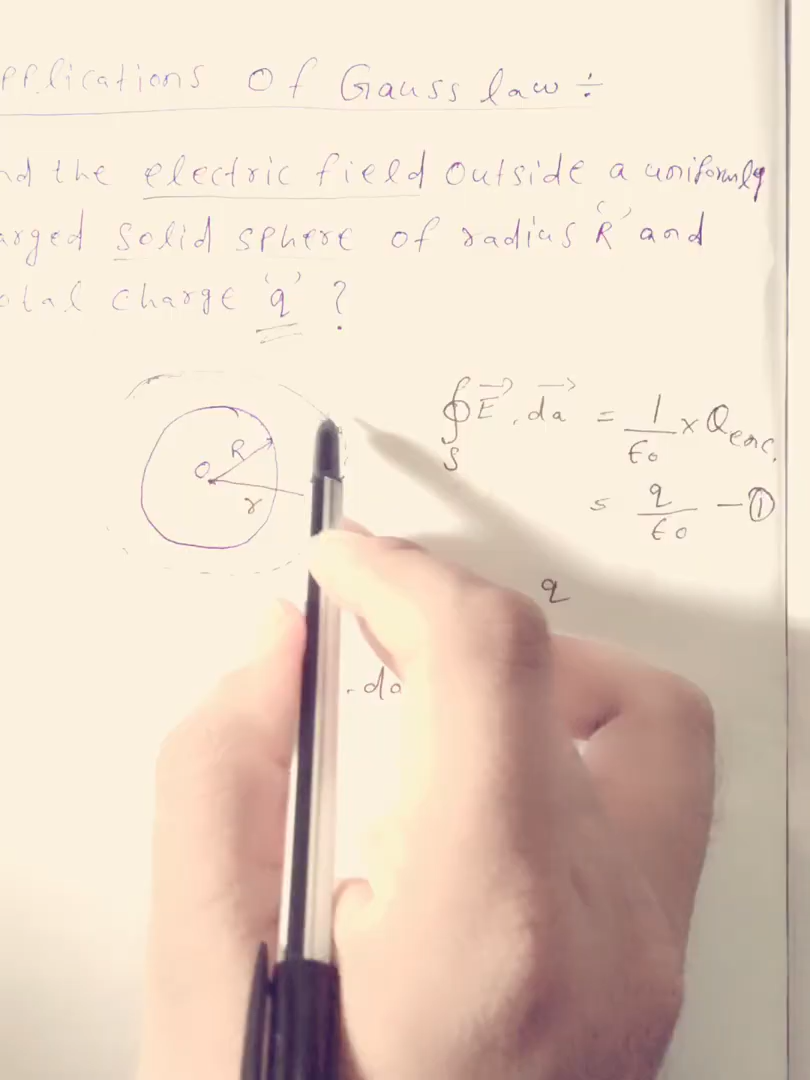 pplications of Gauss law ÷
nd the electric field outside a uniformly
arged solid sphere of radius 'R' and
otal charge 'q' ?
R
O
r
∮ E⃗ . da⃗ = 1/ε₀ × Qenc.
S
= q/ε₀ — ①
q
. da